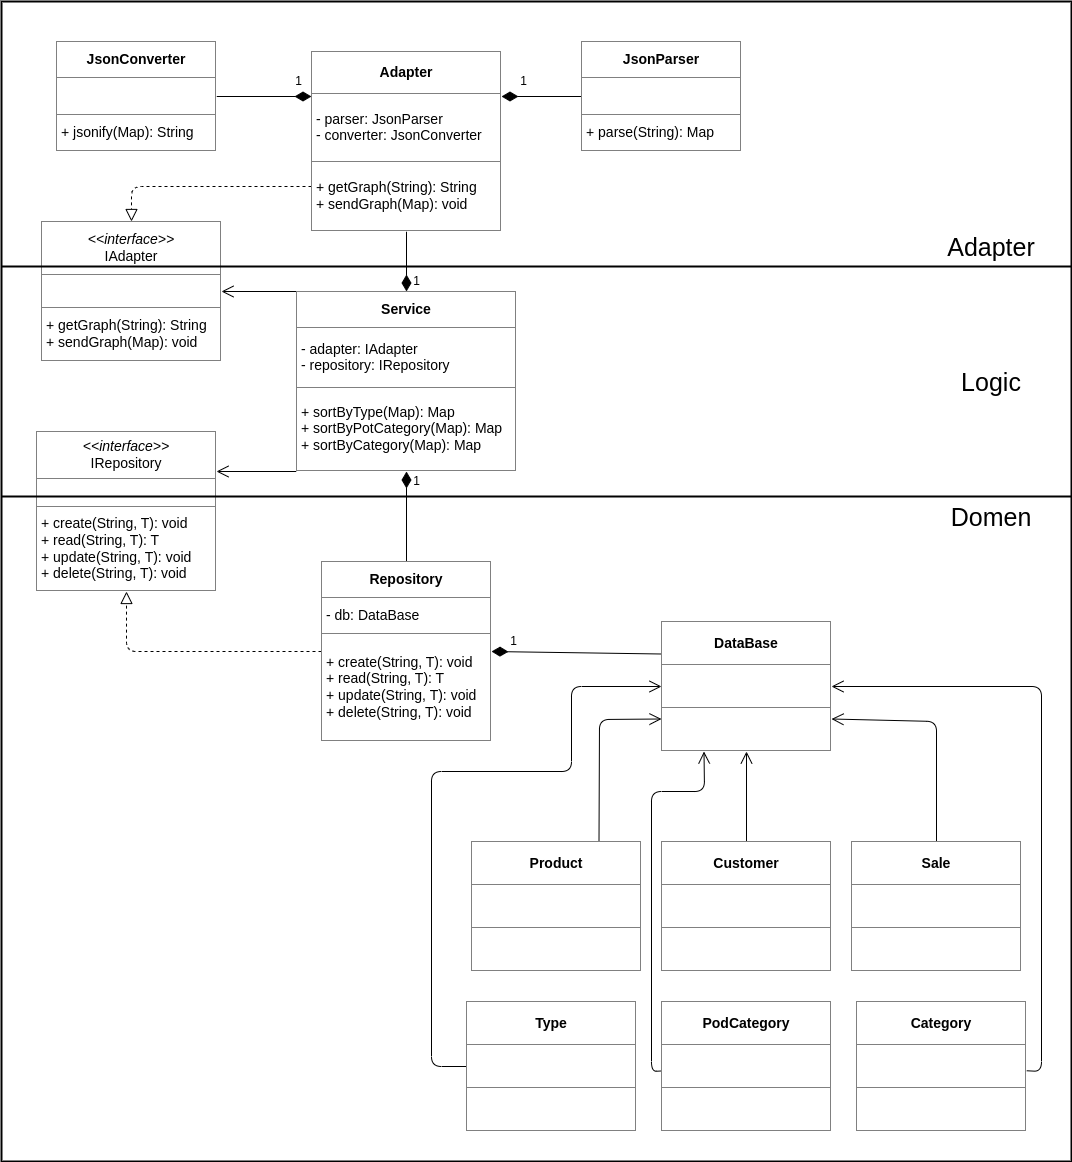 JsonConverter
+ jsonify(Map): String
1
Adapter
- parser: JsonParser
- converter: JsonConverter
+ getGraph(String): String
+ sendGraph(Map): void
1
JsonParser
+ parse(String): Map
Adapter
<<interface>>
IAdapter
+ getGraph(String): String
+ sendGraph(Map): void
1
Service
- adapter: IAdapter
- repository: IRepository
+ sortByType(Map): Map
+ sortByPotCategory(Map): Map
+ sortByCategory(Map): Map
Logic
<<interface>>
IRepository
+ create(String, T): void
+ read(String, T): T
+ update(String, T): void
+ delete(String, T): void
1
Domen
Repository
- db: DataBase
+ create(String, T): void
+ read(String, T): T
+ update(String, T): void
+ delete(String, T): void
1
DataBase
Product
Customer
Sale
Type
PodCategory
Category